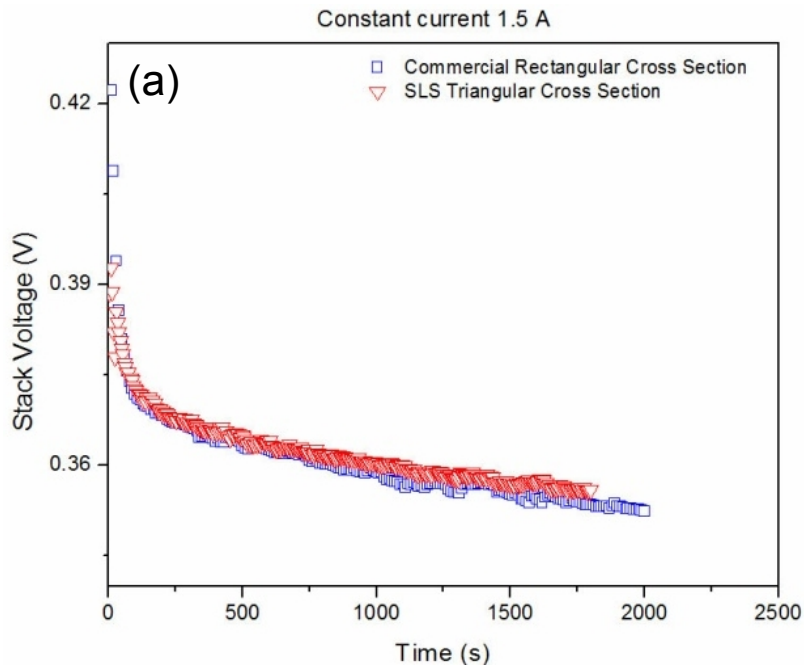 Constant current 1.5 A
(a)
Commercial Rectangular Cross Section
SLS Triangular Cross Section
0.42
0.39
0.36
Stack Voltage (V)
0 500 1000 1500 2000 2500
Time (s)